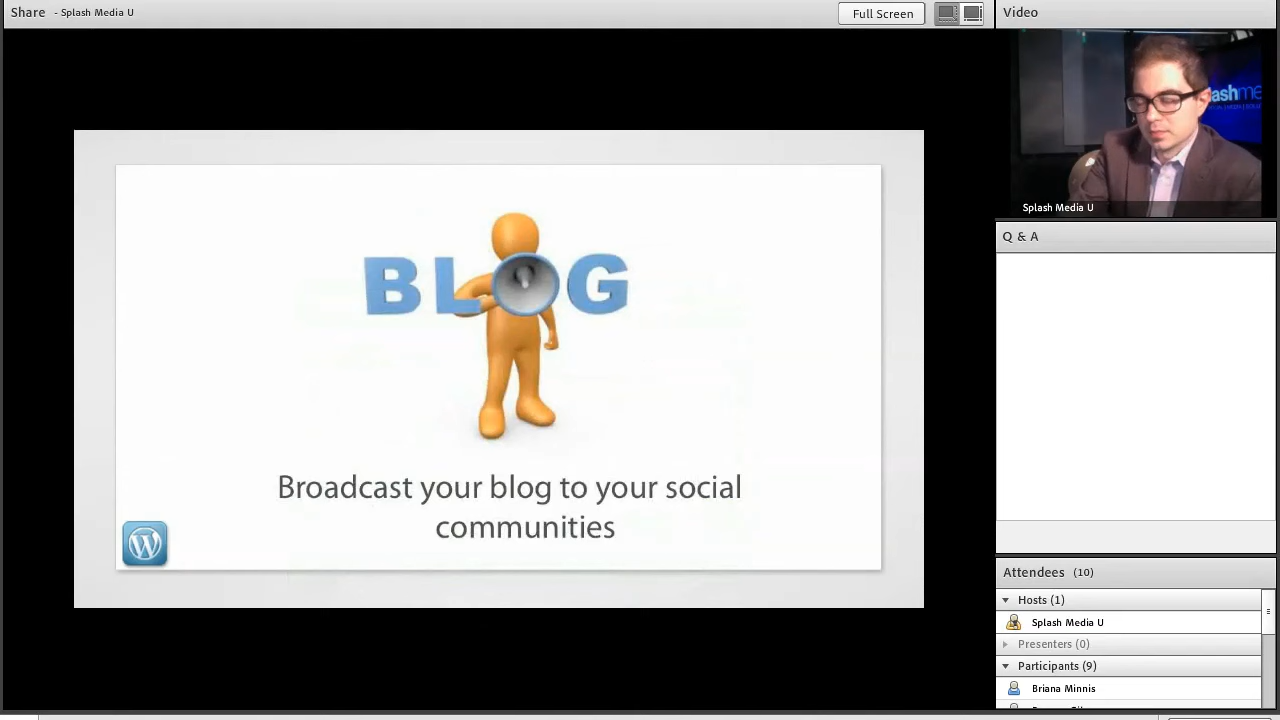 Share - Splash Media U
Full Screen
Video
Splash Media U
Q & A
BLOG
Broadcast your blog to your social
communities
Attendees (10)
Hosts (1)
Splash Media U
Presenters (0)
Participants (9)
Briana Minnis